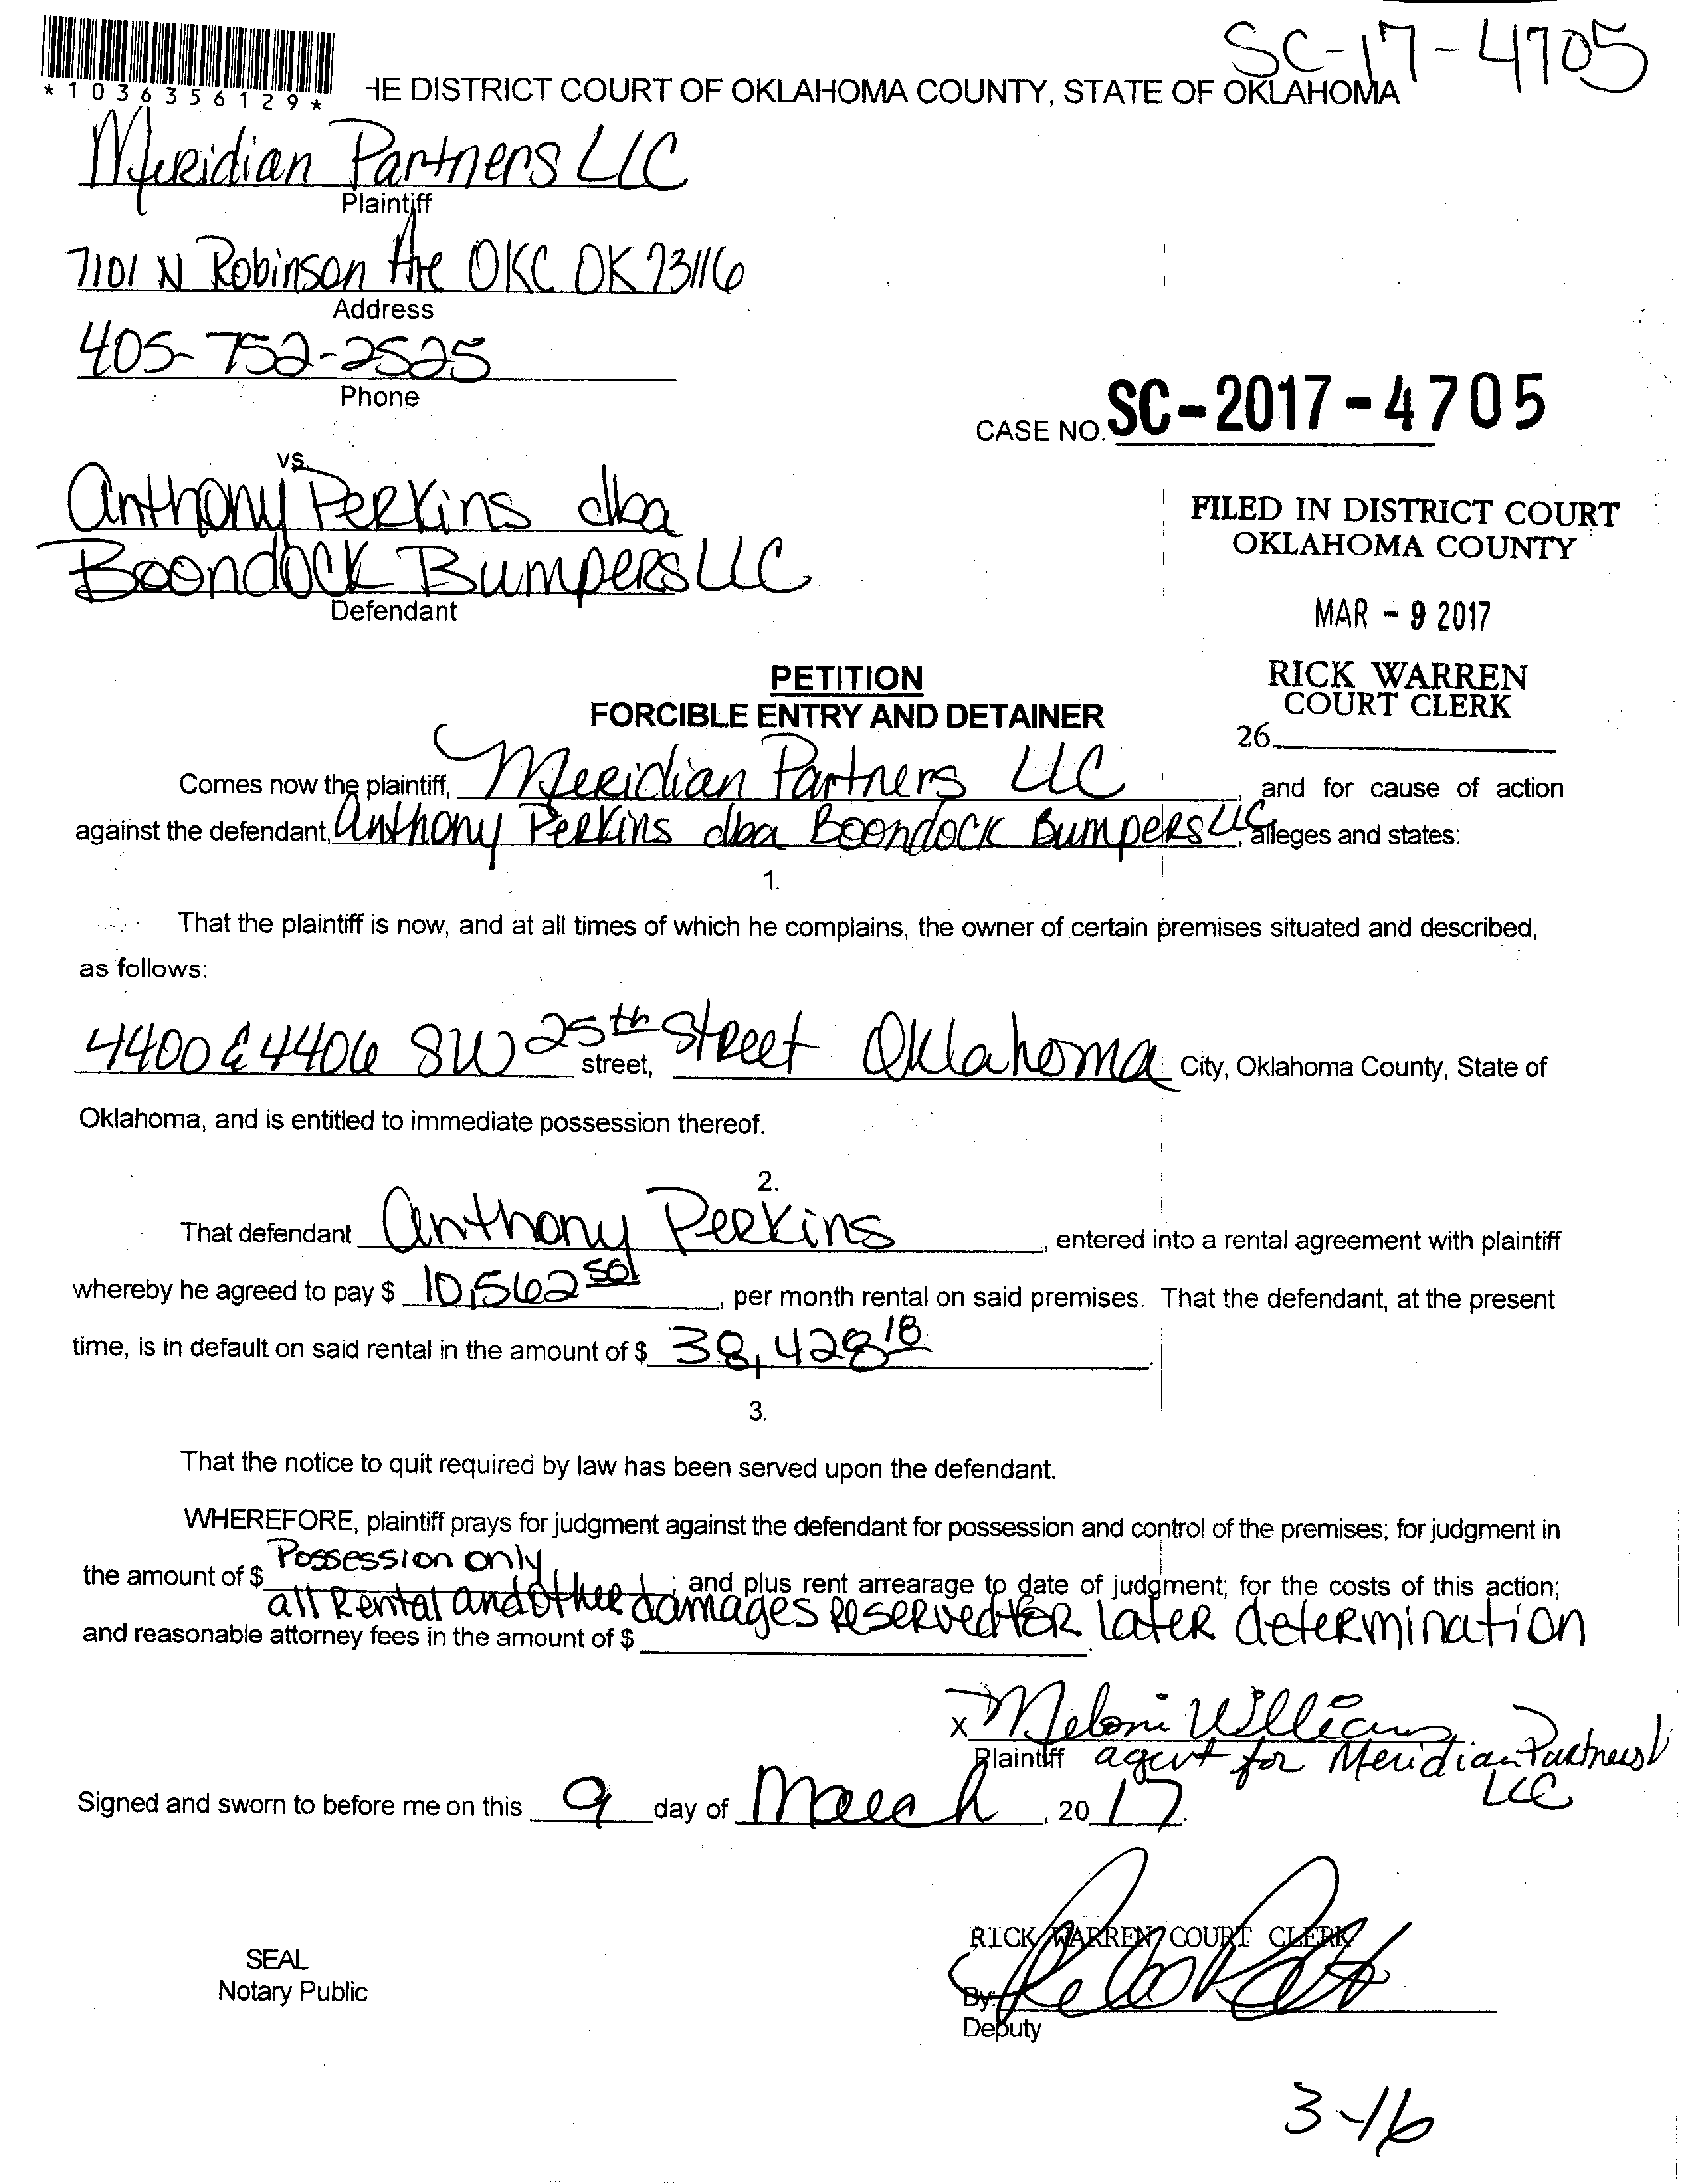 SC-17-4705
*1036356129*
HE DISTRICT COURT OF OKLAHOMA COUNTY, STATE OF OKLAHOMA
Meridian Partners LLC
Plaintiff
7101 N Robinson Ave OKC OK 73116
Address
405-752-2525
Phone
CASE NO. SC-2017-4705
vs.
Anthony Perkins dba
Boondock Bumpers LLC
Defendant
FILED IN DISTRICT COURT
OKLAHOMA COUNTY
MAR - 9 2017
RICK WARREN
COURT CLERK
26
PETITION
FORCIBLE ENTRY AND DETAINER
Comes now the plaintiff, Meridian Partners LLC, and for cause of action
against the defendant, Anthony Perkins dba Boondock Bumpers LLC, alleges and states:
1.
That the plaintiff is now, and at all times of which he complains, the owner of certain premises situated and described,
as follows:
4400 & 4406 SW 25th street, Street Oklahoma City, Oklahoma County, State of
Oklahoma, and is entitled to immediate possession thereof.
2.
That defendant Anthony Perkins, entered into a rental agreement with plaintiff
whereby he agreed to pay $ 10,562 50, per month rental on said premises. That the defendant, at the present
time, is in default on said rental in the amount of $ 38,428 18.
3.
That the notice to quit required by law has been served upon the defendant.
WHEREFORE, plaintiff prays for judgment against the defendant for possession and control of the premises; for judgment in
the amount of $ Possession only; and plus rent arrearage to date of judgment; for the costs of this action;
all Rental and other damages reserved for later determination
and reasonable attorney fees in the amount of $
x Meloni Williams
Plaintiff agent for Meridian Partners LLC
Signed and sworn to before me on this 9 day of March, 20 17.
RICK WARREN COURT CLERK
SEAL
Notary Public
By:
Deputy
3-16